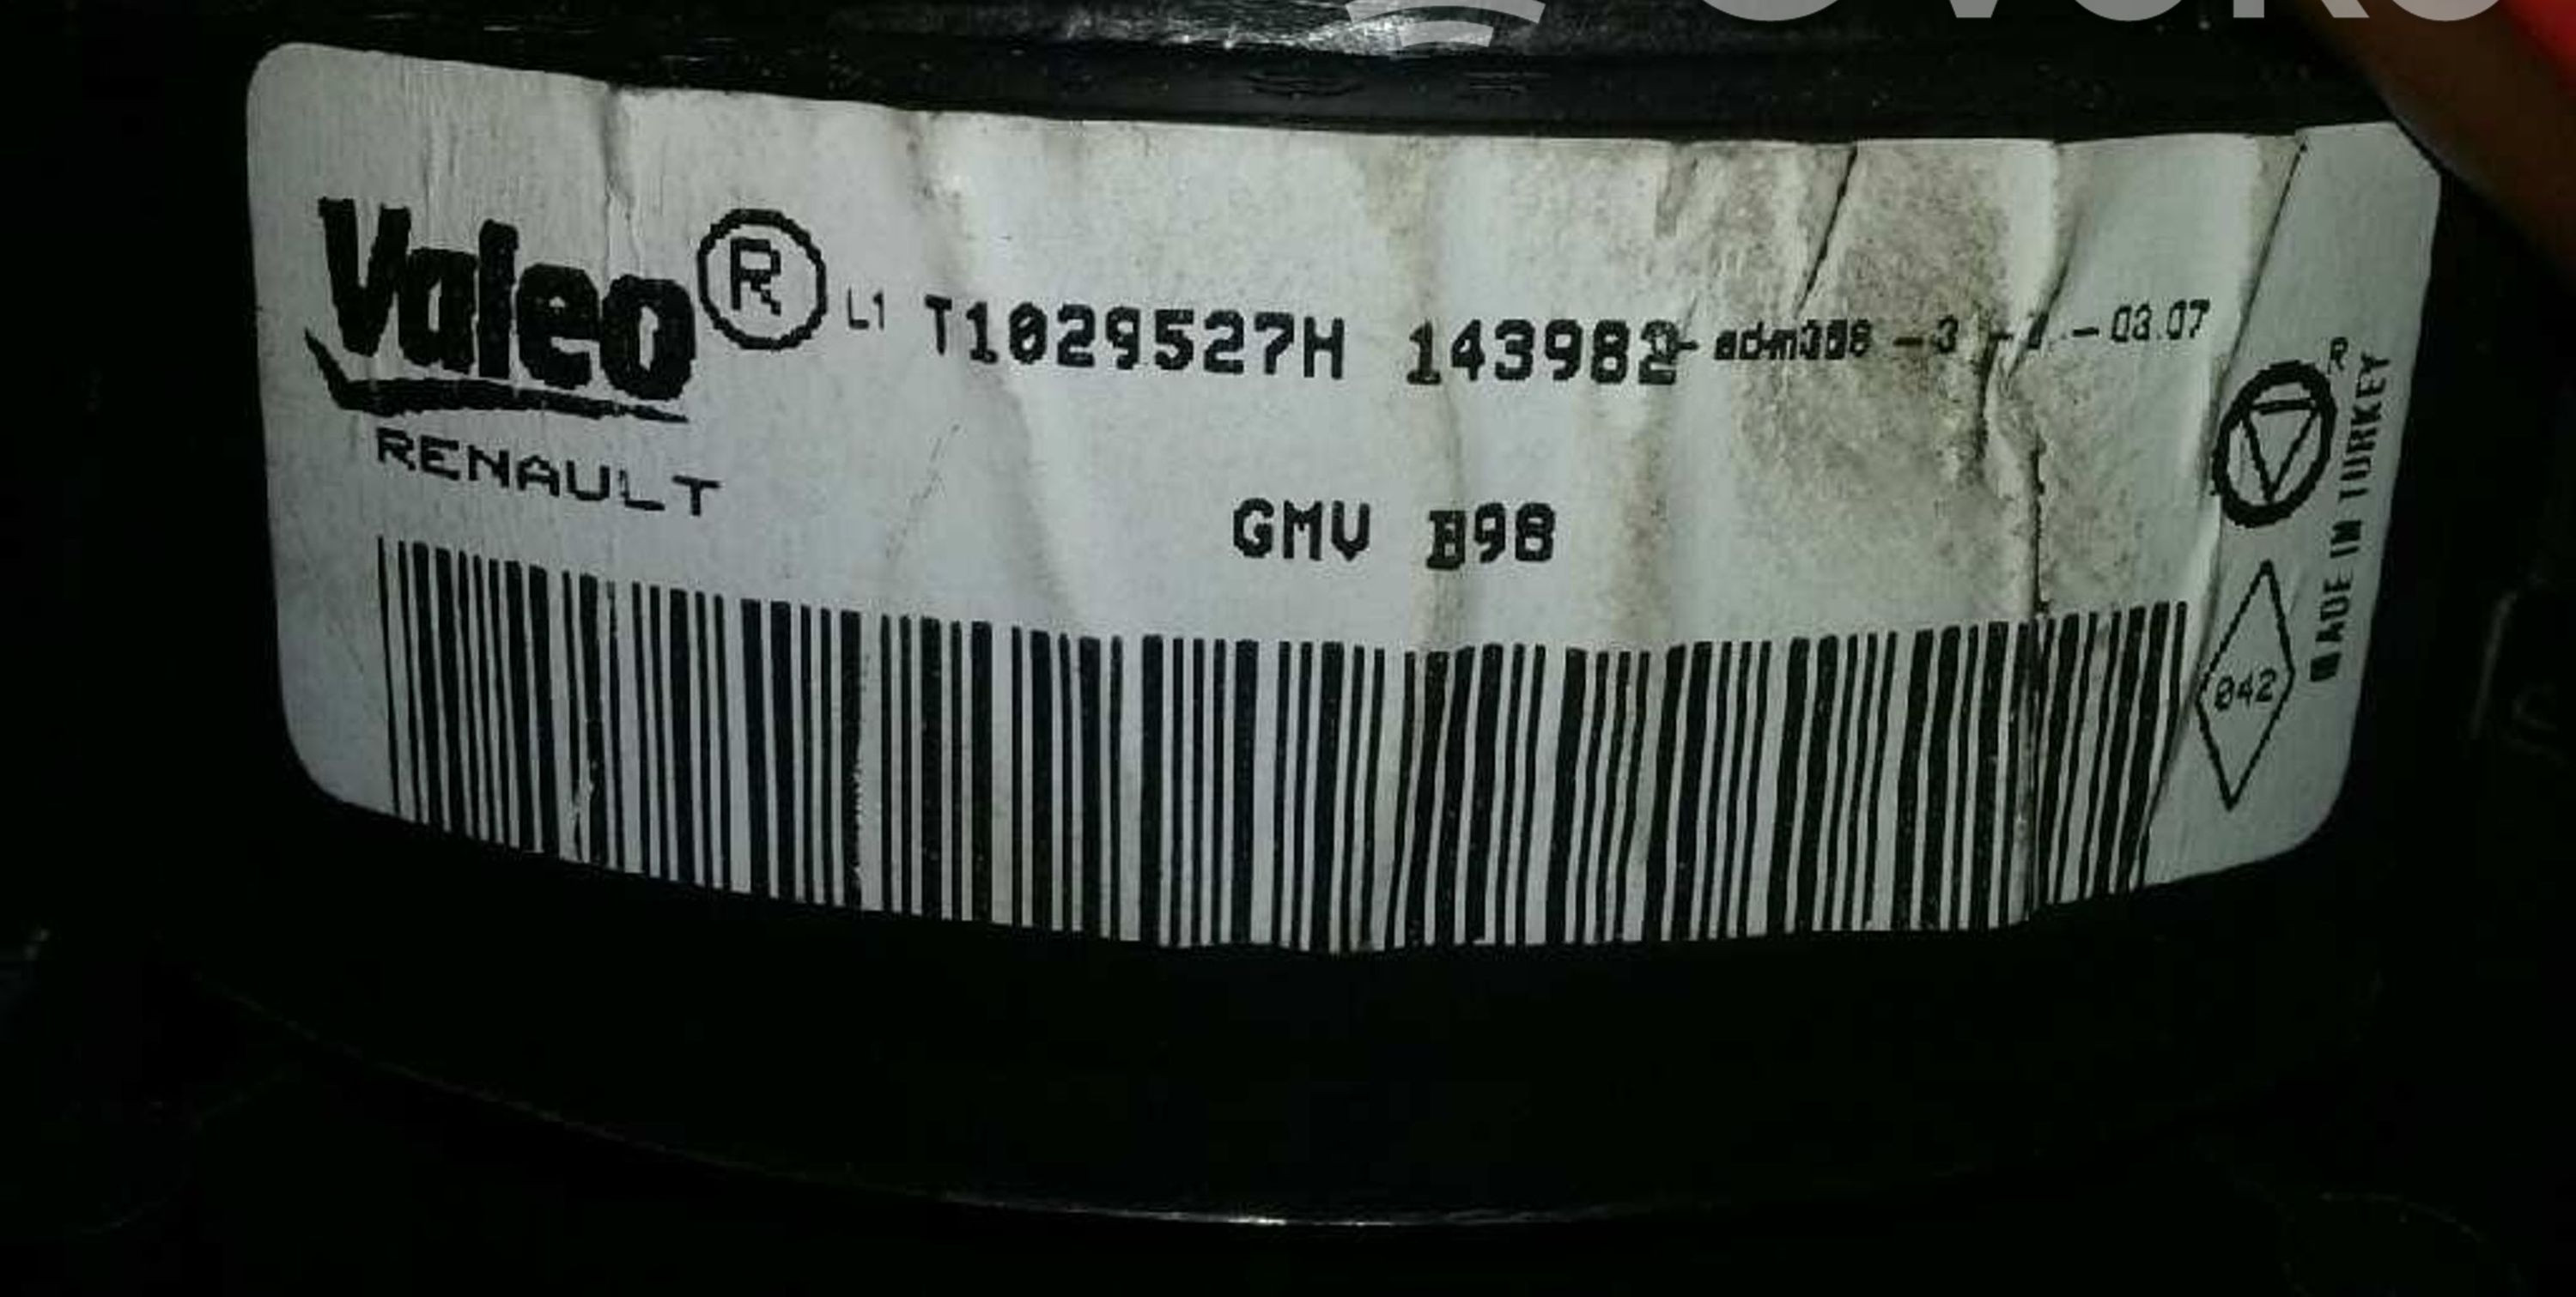 Valeo ® L1 T1029527H 143982
RENAULT
GMV B98
R
MADE IN TURKEY
042